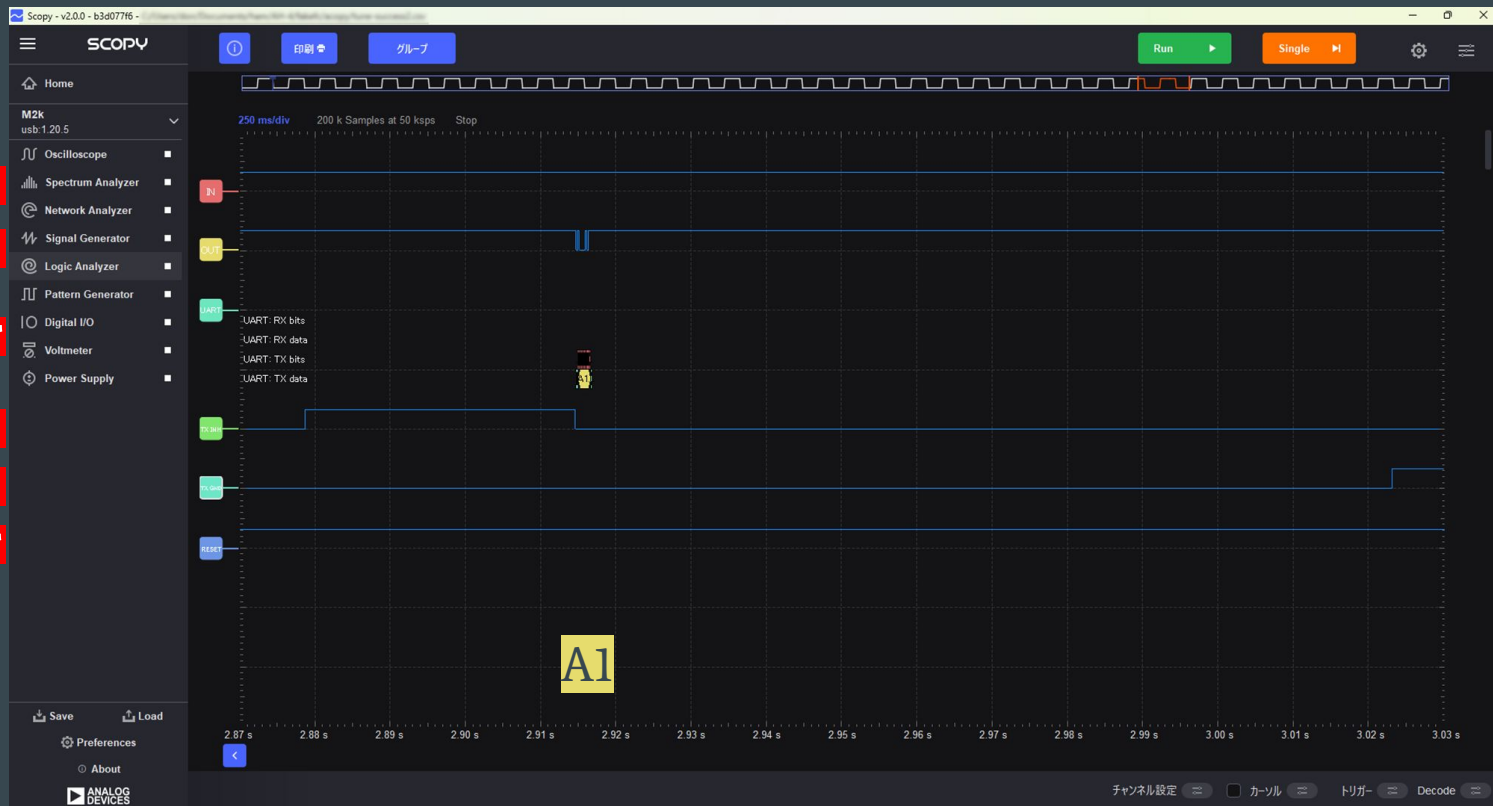 Scopy - v2.0.0 - b3d077f6 -
SCOPY
印刷
グループ
Run
Single
Home
M2k
usb:1.20.5
Oscilloscope
Spectrum Analyzer
Network Analyzer
Signal Generator
Logic Analyzer
Pattern Generator
Digital I/O
Voltmeter
Power Supply
250 ms/div 200 k Samples at 50 ksps Stop
IN
OUT
UART
UART: RX bits
UART: RX data
UART: TX bits
UART: TX data
A1
RESET
A1
2.87 s 2.88 s 2.89 s 2.90 s 2.91 s 2.92 s 2.93 s 2.94 s 2.95 s 2.96 s 2.97 s 2.98 s 2.99 s 3.00 s 3.01 s 3.02 s 3.03 s
Save Load
Preferences
About
ANALOG
DEVICES
チャンネル設定 カーソル トリガー Decode